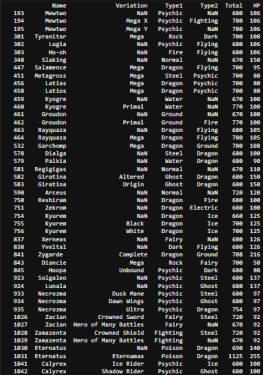 Name Variation Type1 Type2 Total HP
193 Mewtwo NaN Psychic NaN 680 106
194 Mewtwo Mega X Psychic Fighting 780 106
195 Mewtwo Mega Y Psychic NaN 780 106
301 Tyranitar Mega Rock Dark 700 100
302 Lugia NaN Psychic Flying 680 106
303 Ho-oh NaN Fire Flying 680 106
348 Slaking NaN Normal NaN 670 150
447 Salamence Mega Dragon Flying 700 95
451 Metagross Mega Steel Psychic 700 80
456 Latias Mega Dragon Psychic 700 80
458 Latios Mega Dragon Psychic 700 80
459 Kyogre NaN Water NaN 670 100
460 Kyogre Primal Water NaN 770 100
461 Groudon NaN Ground NaN 670 100
462 Groudon Primal Ground Fire 770 100
463 Rayquaza NaN Dragon Flying 680 105
464 Rayquaza Mega Dragon Flying 780 105
532 Garchomp Mega Dragon Ground 700 108
578 Dialga NaN Steel Dragon 680 100
579 Palkia NaN Water Dragon 680 90
581 Regigigas NaN Normal NaN 670 110
582 Giratina Altered Ghost Dragon 680 150
583 Giratina Origin Ghost Dragon 680 150
590 Arceus NaN Normal NaN 720 120
750 Reshiram NaN Dragon Fire 680 100
751 Zekrom NaN Dragon Electric 680 100
754 Kyurem NaN Dragon Ice 660 125
755 Kyurem Black Dragon Ice 700 125
756 Kyurem White Dragon Ice 700 125
837 Xerneas NaN Fairy NaN 680 126
838 Yveltal NaN Dark Flying 680 126
841 Zygarde Complete Dragon Ground 708 216
843 Diancie Mega Rock Fairy 700 50
845 Hoopa Unbound Psychic Dark 680 80
923 Solgaleo NaN Psychic Steel 680 137
924 Lunala NaN Psychic Ghost 680 137
933 Necrozma Dusk Mane Psychic Steel 680 97
934 Necrozma Dawn Wings Psychic Ghost 680 97
935 Necrozma Ultra Psychic Dragon 754 97
1026 Zacian Crowned Sword Fairy Steel 720 92
1027 Zacian Hero of Many Battles Fairy NaN 670 92
1028 Zamazenta Crowned Shield Fighting Steel 720 92
1029 Zamazenta Hero of Many Battles Fighting NaN 670 92
1030 Eternatus NaN Poison Dragon 690 140
1031 Eternatus Eternamax Poison Dragon 1125 255
1041 Calyrex Ice Rider Psychic Ice 680 100
1042 Calyrex Shadow Rider Psychic Ghost 680 100